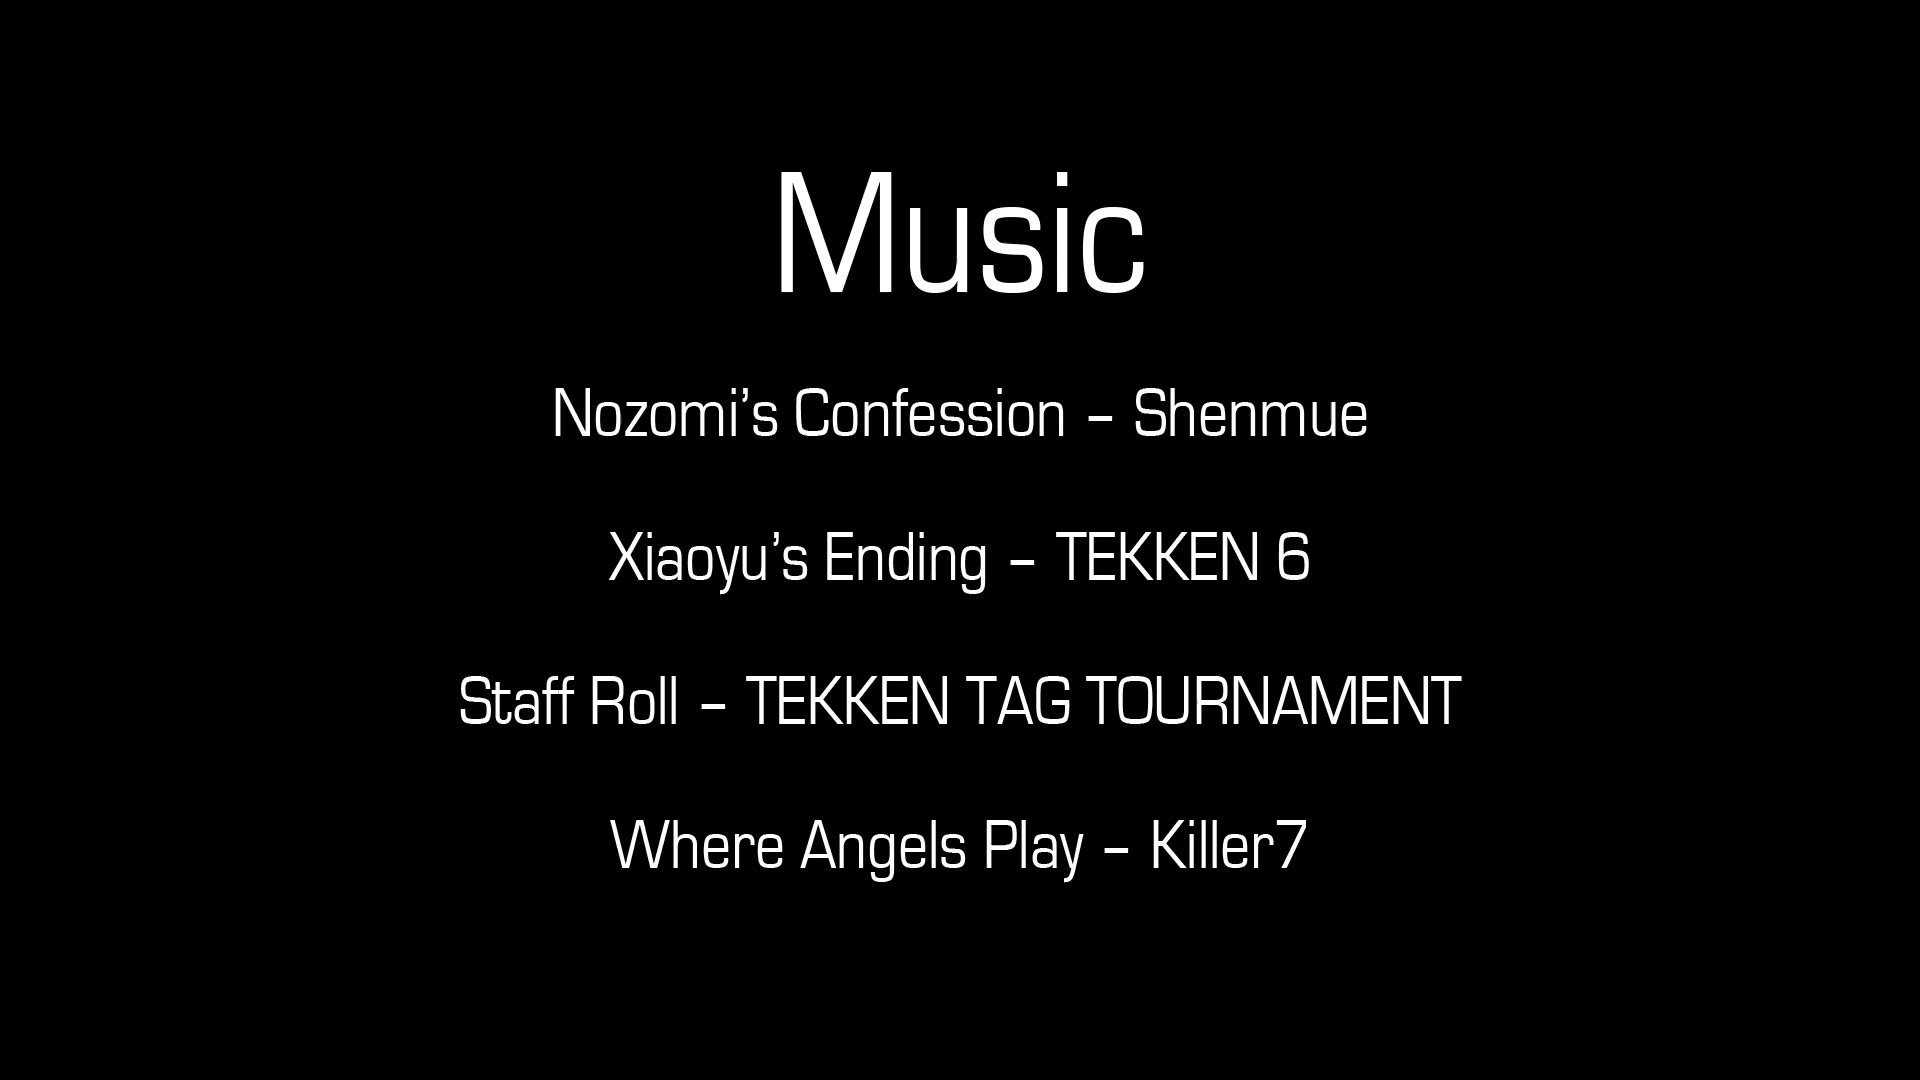 Music
Nozomi’s Confession – Shenmue
Xiaoyu’s Ending – TEKKEN 6
Staff Roll – TEKKEN TAG TOURNAMENT
Where Angels Play – Killer7